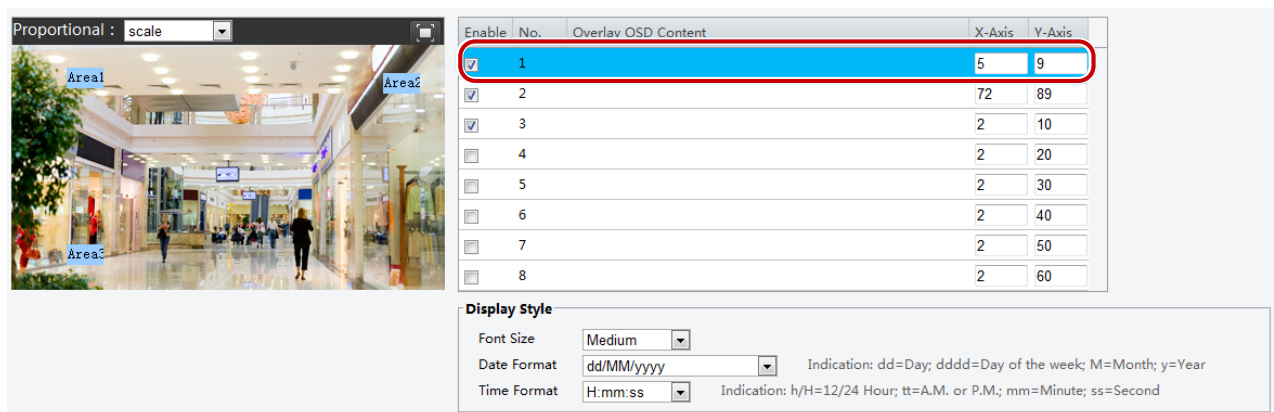 Proportional : scale
Area1
Area2
Area3
Enable No. Overlay OSD Content X-Axis Y-Axis
1 5 9
2 72 89
3 2 10
4 2 20
5 2 30
6 2 40
7 2 50
8 2 60
Display Style
Font Size Medium
Date Format dd/MM/yyyy Indication: dd=Day; dddd=Day of the week; M=Month; y=Year
Time Format H:mm:ss Indication: h/H=12/24 Hour; tt=A.M. or P.M.; mm=Minute; ss=Second